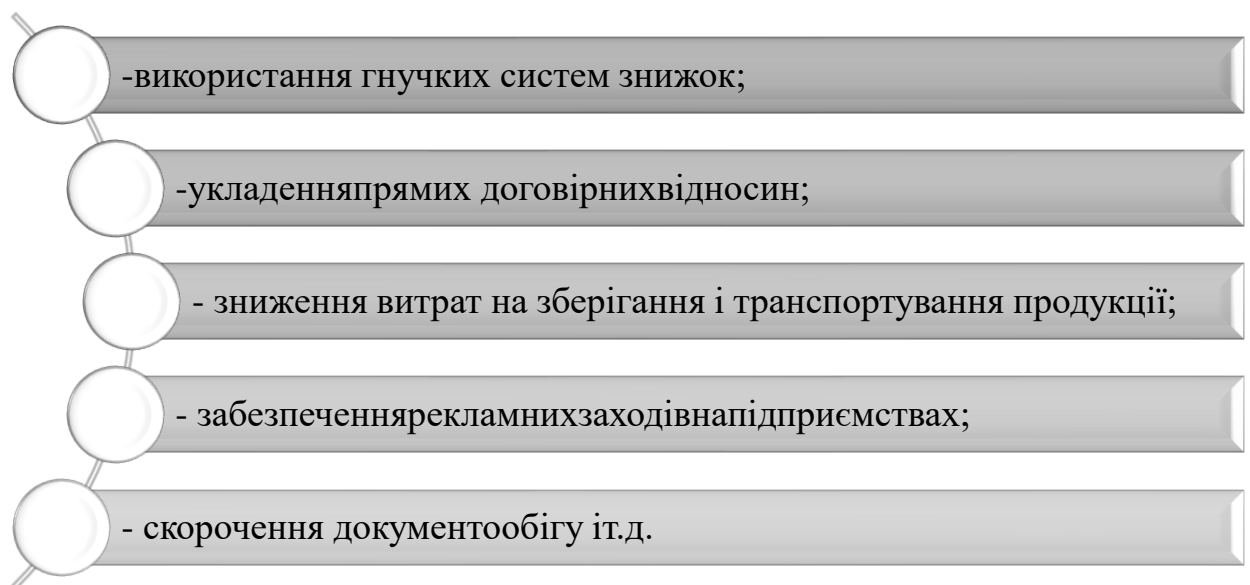 -використання гнучких систем знижок;
-укладенняпрямих договірнихвідносин;
- зниження витрат на зберігання і транспортування продукції;
- забезпеченнярекламнихзаходівнапідприємствах;
- скорочення документообігу іт.д.